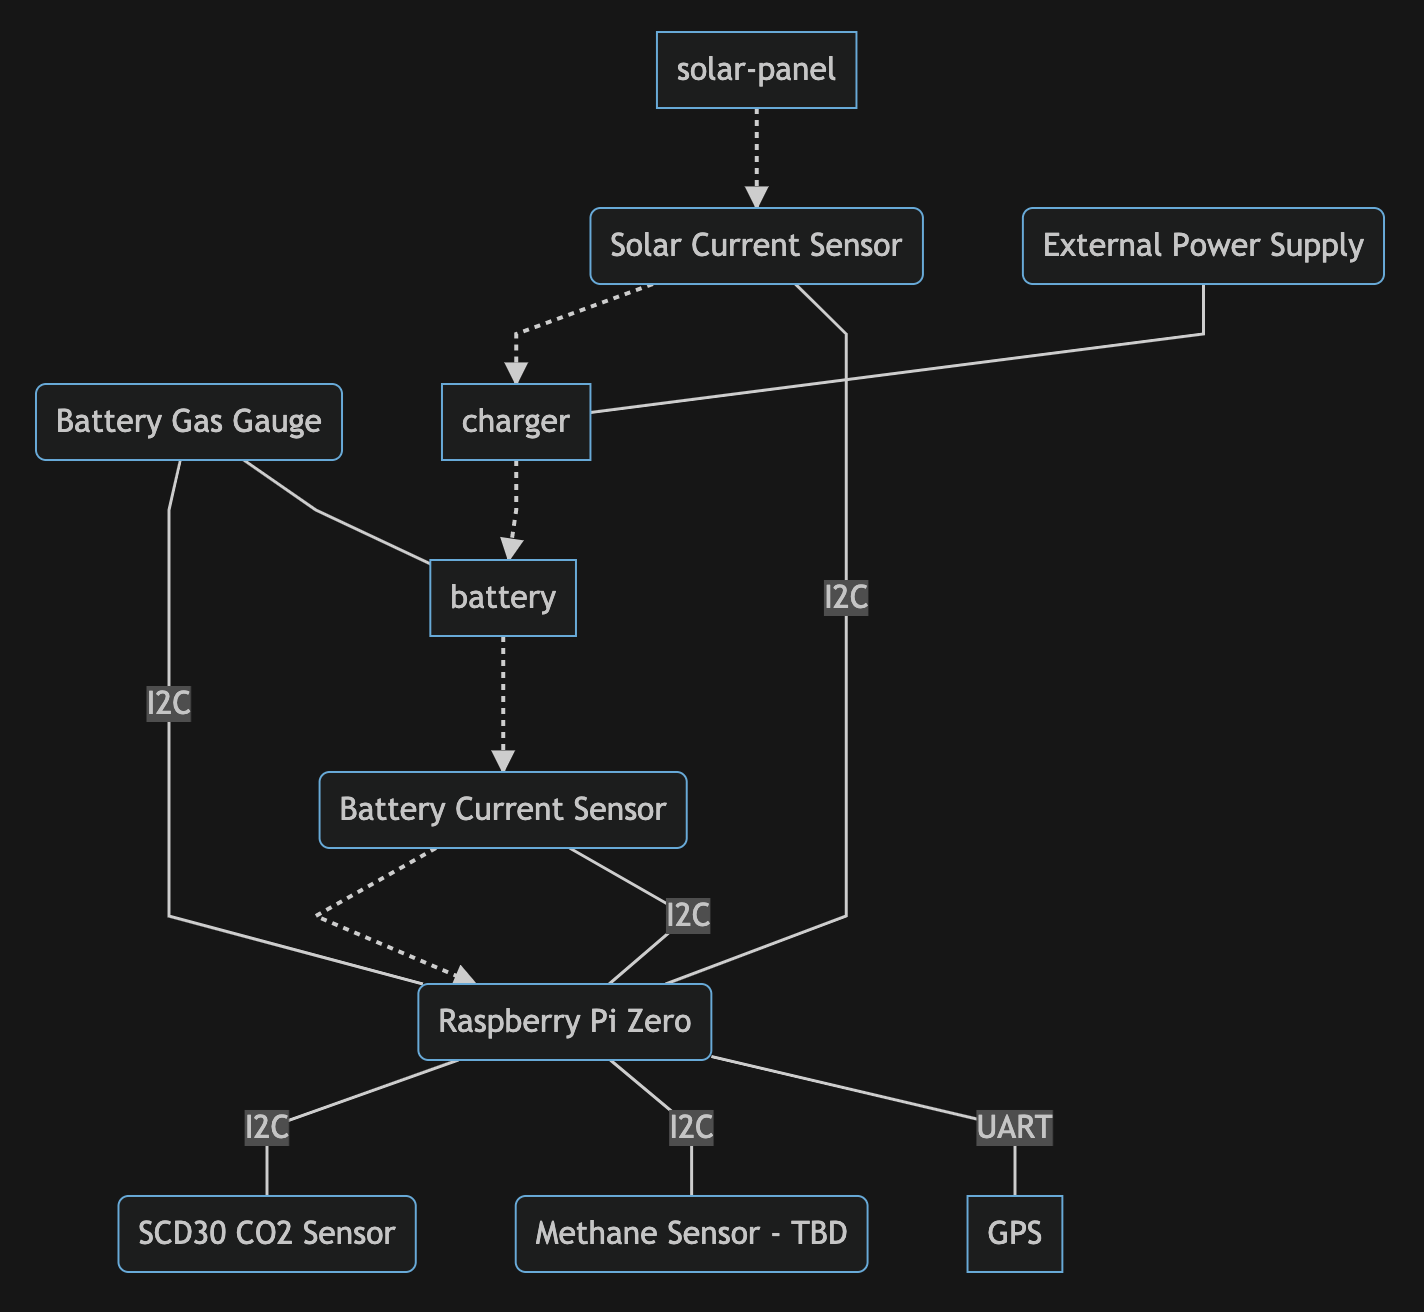 solar-panel
Solar Current Sensor
External Power Supply
Battery Gas Gauge
charger
battery
I2C
I2C
Battery Current Sensor
I2C
Raspberry Pi Zero
I2C
I2C
UART
SCD30 CO2 Sensor
Methane Sensor - TBD
GPS